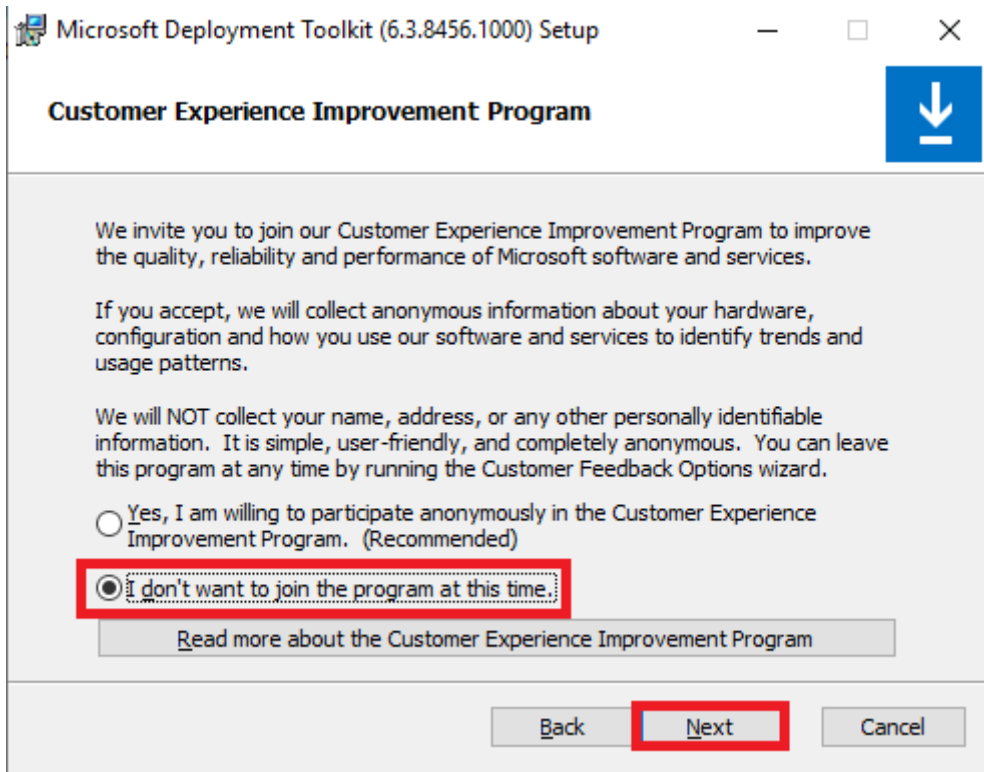 Microsoft Deployment Toolkit (6.3.8456.1000) Setup
Customer Experience Improvement Program
We invite you to join our Customer Experience Improvement Program to improve
the quality, reliability and performance of Microsoft software and services.
If you accept, we will collect anonymous information about your hardware,
configuration and how you use our software and services to identify trends and
usage patterns.
We will NOT collect your name, address, or any other personally identifiable
information.  It is simple, user-friendly, and completely anonymous.  You can leave
this program at any time by running the Customer Feedback Options wizard.
Yes, I am willing to participate anonymously in the Customer Experience
Improvement Program.  (Recommended)
I don't want to join the program at this time.
Read more about the Customer Experience Improvement Program
Back Next Cancel